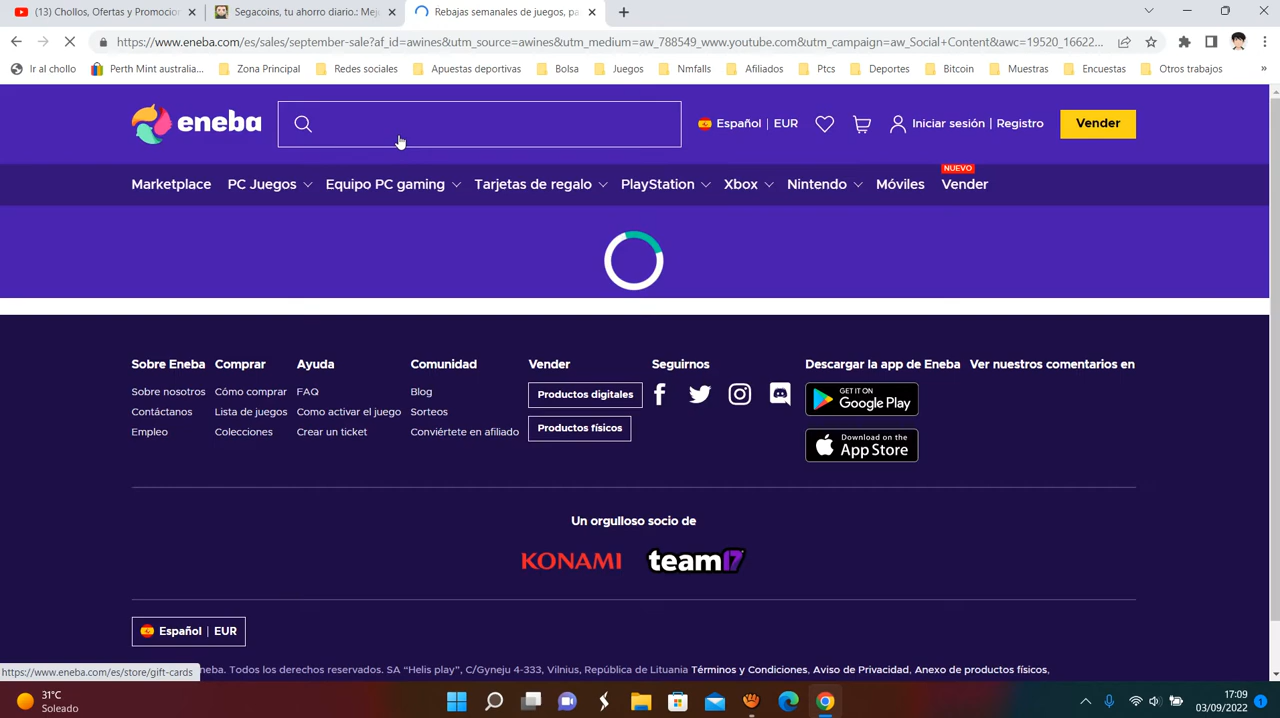 (13) Chollos, Ofertas y Promocion
Segacoins, tu ahorro diario.: Mej
Rebajas semanales de juegos, pa
https://www.eneba.com/es/sales/september-sale?af_id=awines&utm_source=awines&utm_medium=aw_788549_www.youtube.com&utm_campaign=aw_Social+Content&awc=19520_16622...
Ir al chollo
Perth Mint australia...
Zona Principal
Redes sociales
Apuestas deportivas
Bolsa
Juegos
Nmfalls
Afiliados
Ptcs
Deportes
Bitcoin
Muestras
Encuestas
Otros trabajos
»
eneba
Español | EUR
Iniciar sesión | Registro
Vender
NUEVO
Marketplace
PC Juegos
Equipo PC gaming
Tarjetas de regalo
PlayStation
Xbox
Nintendo
Móviles
Vender
Sobre Eneba
Comprar
Ayuda
Comunidad
Vender
Seguirnos
Descargar la app de Eneba
Ver nuestros comentarios en
Sobre nosotros
Cómo comprar
FAQ
Blog
Productos digitales
GET IT ON
Google Play
Contáctanos
Lista de juegos
Como activar el juego
Sorteos
Empleo
Colecciones
Crear un ticket
Conviértete en afiliado
Productos físicos
Download on the
App Store
Un orgulloso socio de
KONAMI
team17
Español | EUR
https://www.eneba.com/es/store/gift-cards
neba. Todos los derechos reservados. SA “Helis play”, C/Gyneju 4-333, Vilnius, República de Lituania Términos y Condiciones, Aviso de Privacidad, Anexo de productos físicos,
31°C
Soleado
17:09
03/09/2022
1